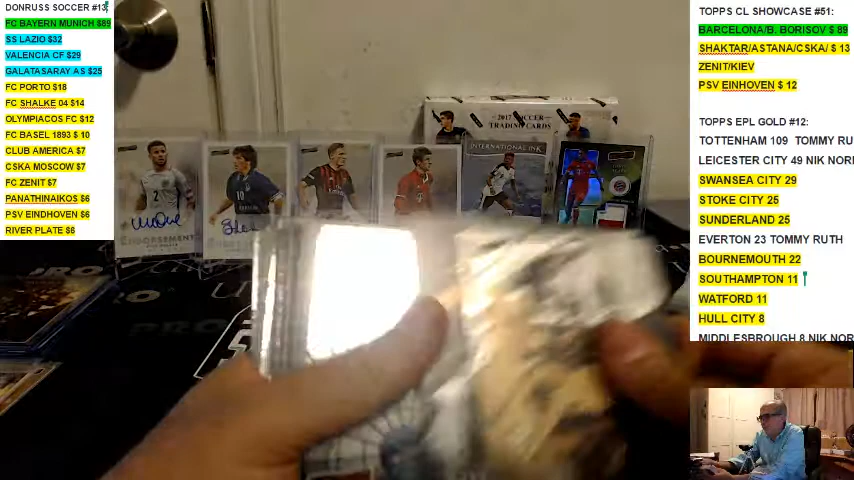 DONRUSS SOCCER #13:
FC BAYERN MUNICH $89
SS LAZIO $32
VALENCIA CF $29
GALATASARAY AS $25
FC PORTO $18
FC SHALKE 04 $14
OLYMPIACOS FC $12
FC BASEL 1893 $ 10
CLUB AMERICA $7
CSKA MOSCOW $7
FC ZENIT $7
PANATHINAIKOS $6
PSV EINDHOVEN $6
RIVER PLATE $6
2017 SOCCER
TRADING CARDS
INTERNATIONAL INK
ENDORSEMENT
TOPPS CL SHOWCASE #51:
BARCELONA/B. BORISOV $ 89
SHAKTAR/ASTANA/CSKA/ $ 13
ZENIT/KIEV
PSV EINHOVEN $ 12
TOPPS EPL GOLD #12:
TOTTENHAM 109 TOMMY RU
LEICESTER CITY 49 NIK NORI
SWANSEA CITY 29
STOKE CITY 25
SUNDERLAND 25
EVERTON 23 TOMMY RUTH
BOURNEMOUTH 22
SOUTHAMPTON 11
WATFORD 11
HULL CITY 8
MIDDLESBROUGH 8 NIK NOR